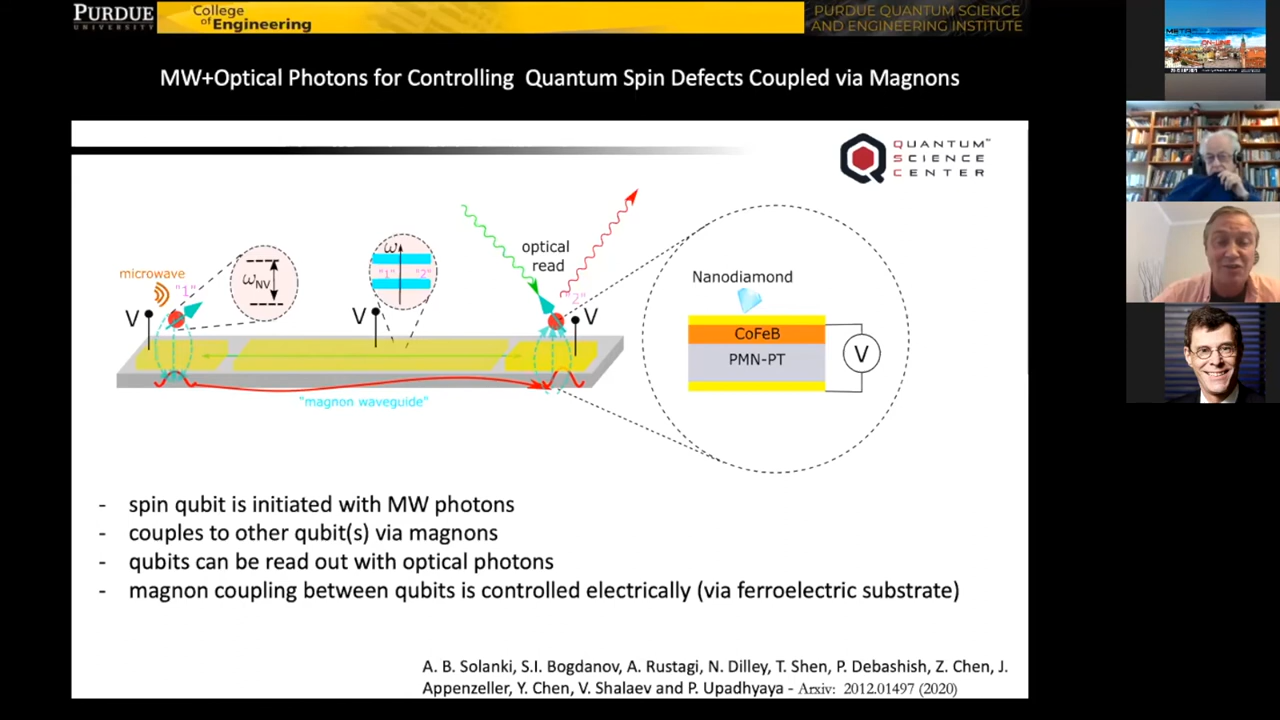 PURDUE
UNIVERSITY
College
of Engineering
PURDUE QUANTUM SCIENCE
AND ENGINEERING INSTITUTE
MW+Optical Photons for Controlling Quantum Spin Defects Coupled via Magnons
QUANTUM
SCIENCE
CENTER
microwave
"1"
ωNV
V
ω
"1" "2"
V
optical
read
"2"
V
"magnon waveguide"
Nanodiamond
CoFeB
PMN-PT
V
- spin qubit is initiated with MW photons
- couples to other qubit(s) via magnons
- qubits can be read out with optical photons
- magnon coupling between qubits is controlled electrically (via ferroelectric substrate)
A. B. Solanki, S.I. Bogdanov, A. Rustagi, N. Dilley, T. Shen, P. Debashish, Z. Chen, J.
Appenzeller, Y. Chen, V. Shalaev and P. Upadhyaya - Arxiv: 2012.01497 (2020)
ON-LINE